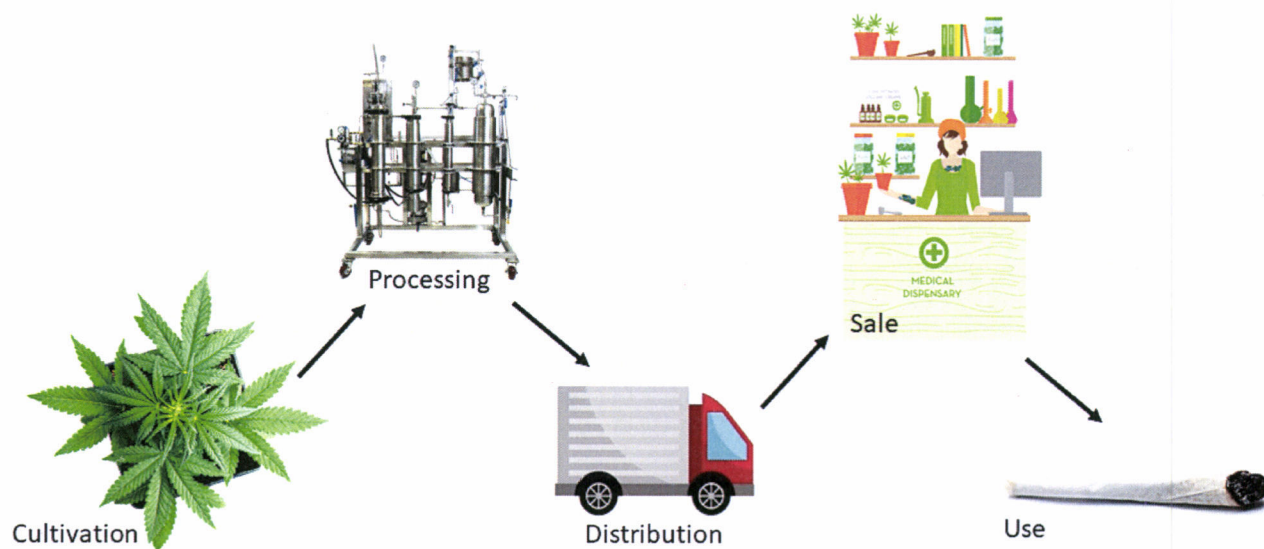 Cultivation
Processing
Distribution
MEDICAL
DISPENSARY
Sale
Use